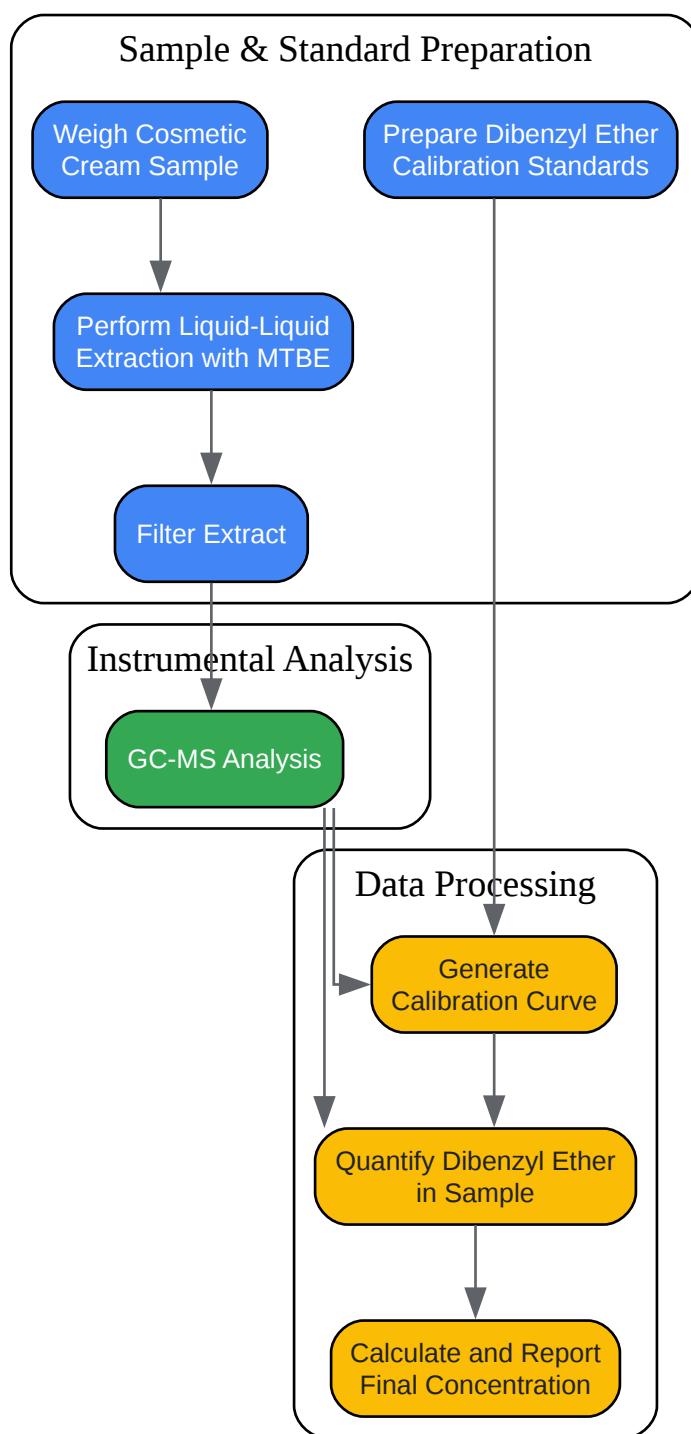 Sample & Standard Preparation
Weigh Cosmetic
Cream Sample
Prepare Dibenzyl Ether
Calibration Standards
Perform Liquid-Liquid
Extraction with MTBE
Filter Extract
Instrumental Analysis
GC-MS Analysis
Data Processing
Generate
Calibration Curve
Quantify Dibenzyl Ether
in Sample
Calculate and Report
Final Concentration